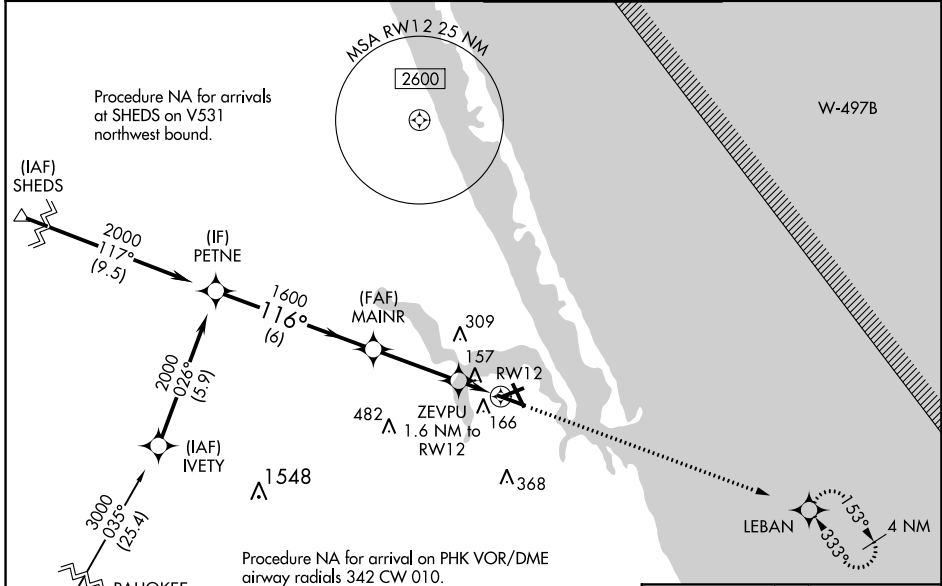 MSA RW12 25 NM
2600
Procedure NA for arrivals
at SHEDS on V531
northwest bound.
W-497B
(IAF)
SHEDS
2000
117°
(9.5)
(IF)
PETNE
1600
116°
(6)
(FAF)
MAINR
309
157
RW12
2000
026°
(5.9)
482
ZEVPU
1.6 NM to
RW12
166
(IAF)
IVETY
1548
368
3000
035°
(25.4)
LEBAN
153°
333°
4 NM
Procedure NA for arrival on PHK VOR/DME
airway radials 342 CW 010.
PAHOKEE